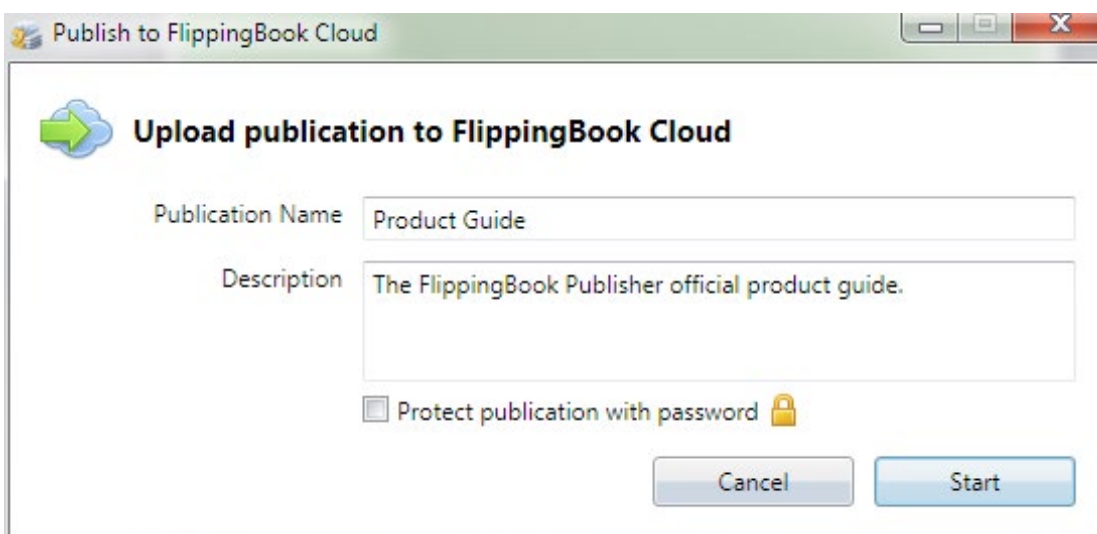 Publish to FlippingBook Cloud
Upload publication to FlippingBook Cloud
Publication Name Product Guide
Description The FlippingBook Publisher official product guide.
Protect publication with password
Cancel Start